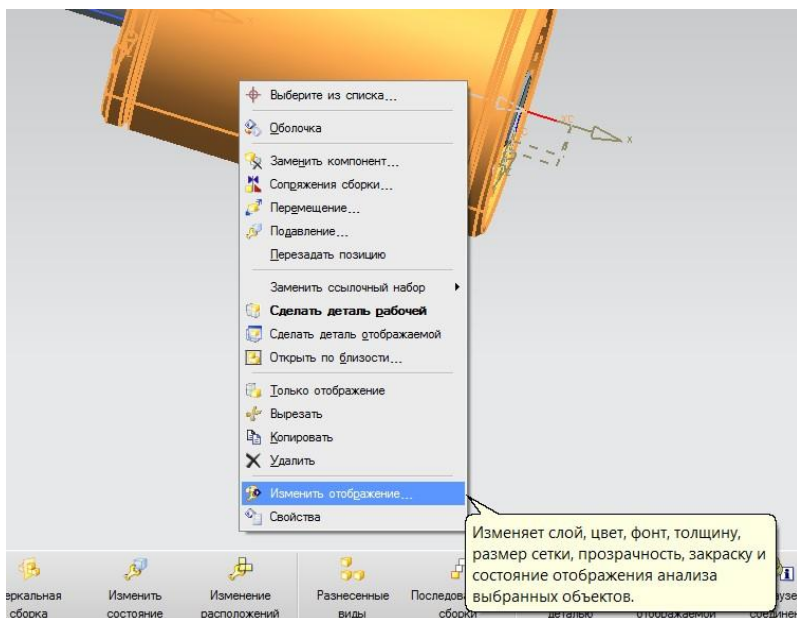 Выберите из списка...
Оболочка
Заменить компонент...
Сопряжения сборки...
Перемещение...
Подавление...
Перезадать позицию
Заменить ссылочный набор
Сделать деталь рабочей
Сделать деталь отображаемой
Открыть по близости...
Только отображение
Вырезать
Копировать
Удалить
Изменить отображение...
Свойства
Изменяет слой, цвет, фонт, толщину,
размер сетки, прозрачность, закраску и
состояние отображения анализа
выбранных объектов.
XC
X
Изменить
состояние
Изменение
расположений
Разнесенные
виды
сборка
сборки